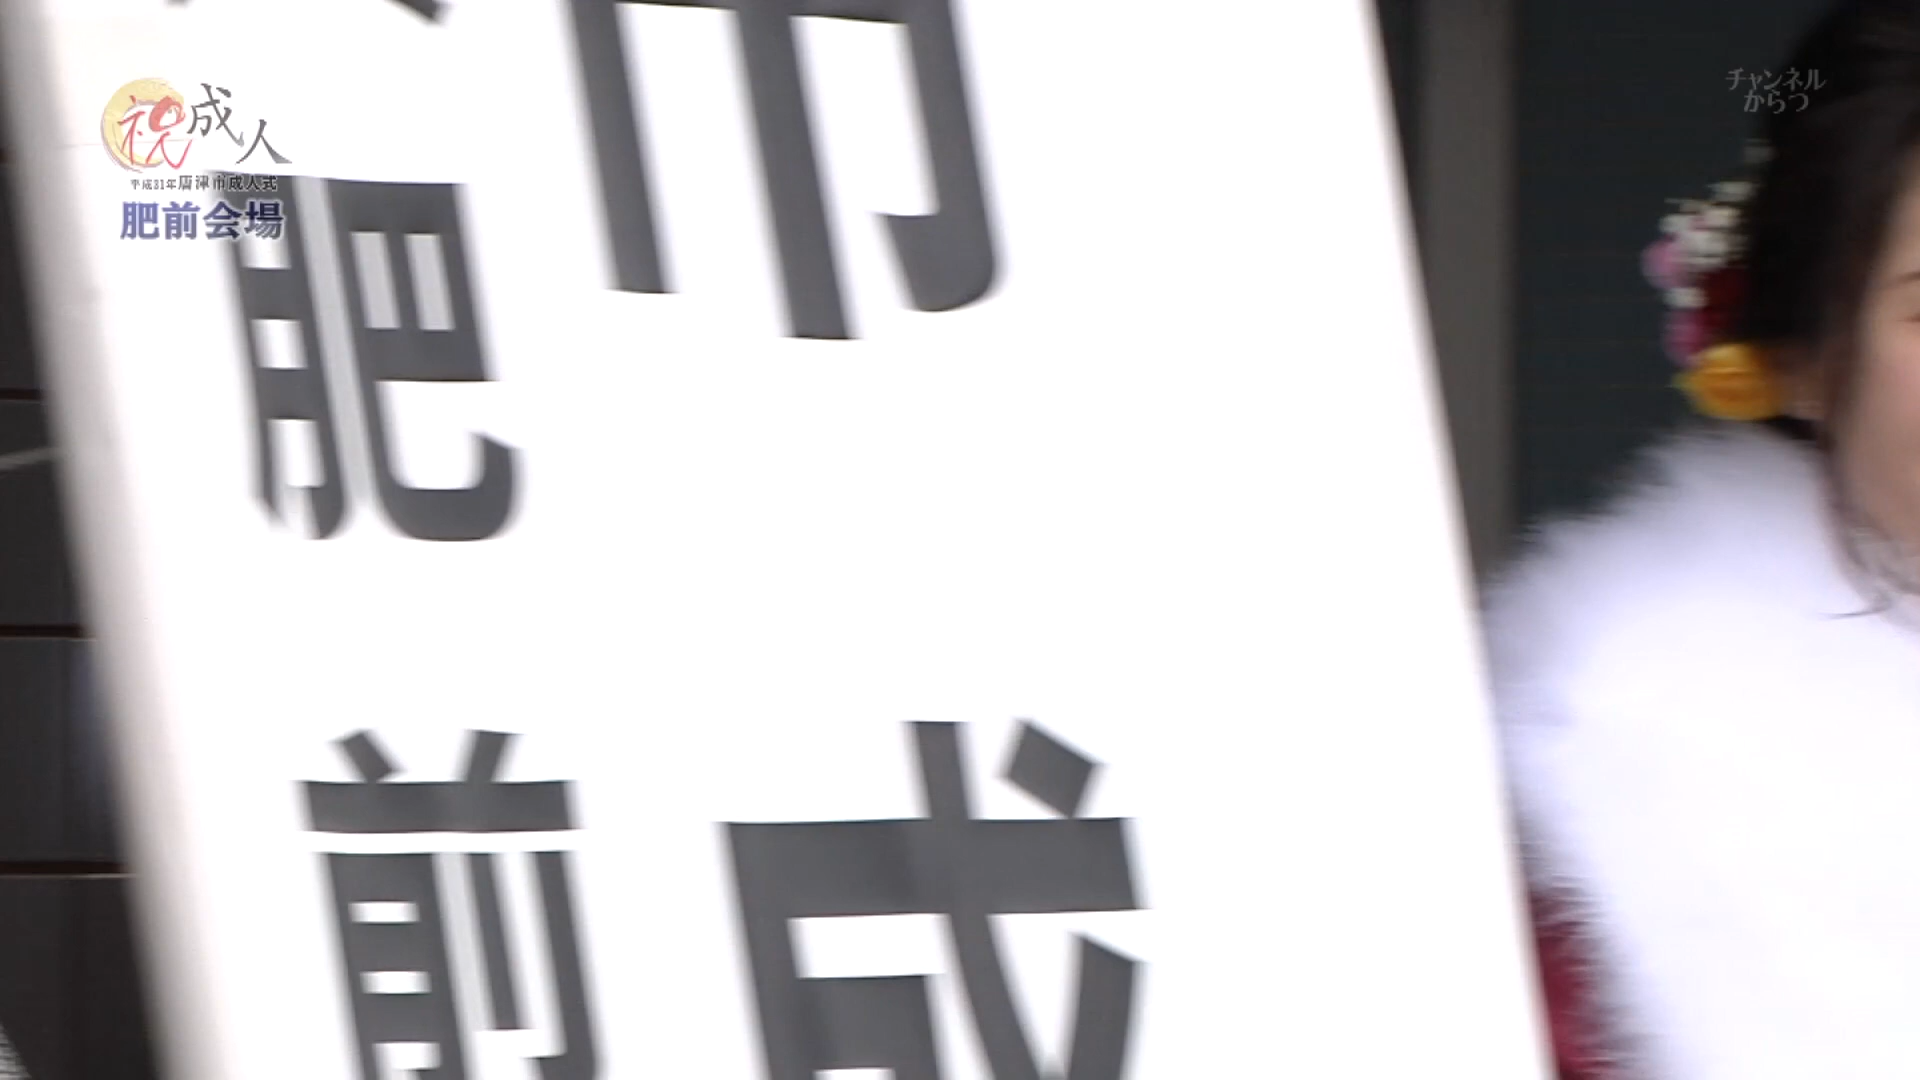 祝成人
平成31年唐津市成人式
肥前会場
チャンネル
からつ
市 成
肥前